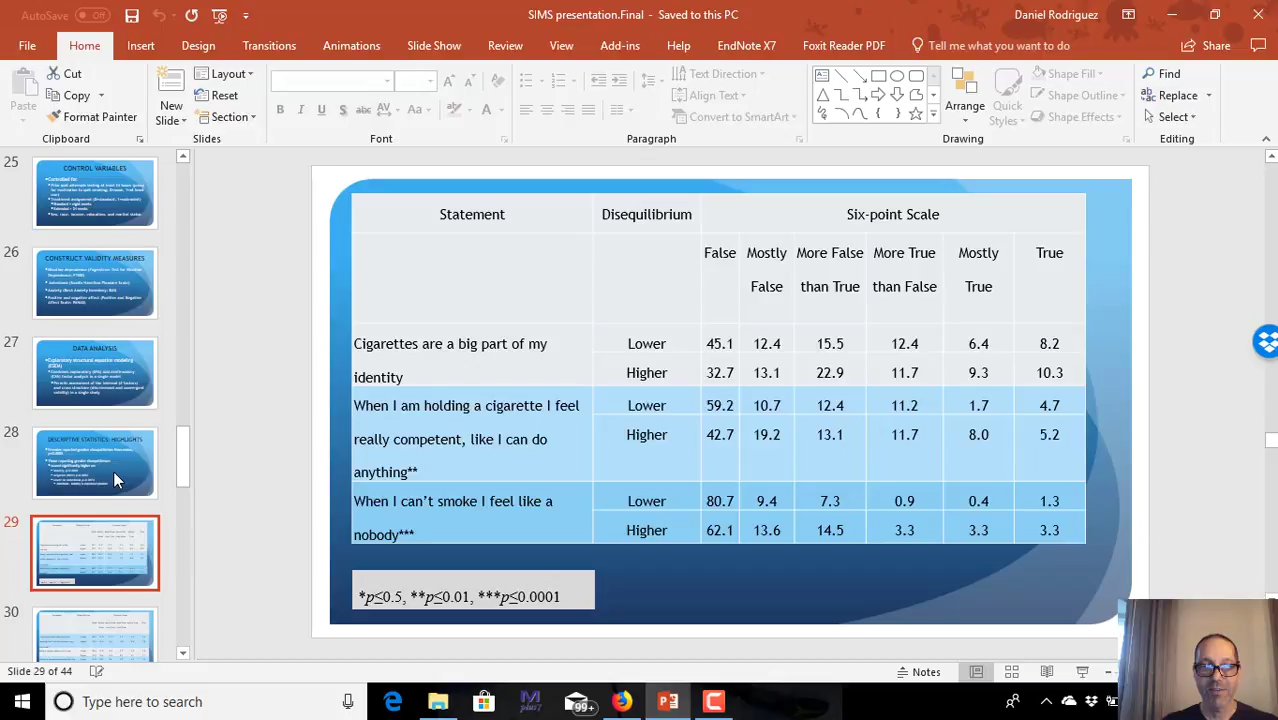 AutoSave Off
SIMS presentation.Final - Saved to this PC
Daniel Rodriguez
File Home Insert Design Transitions Animations Slide Show Review View Add-ins Help EndNote X7 Foxit Reader PDF Tell me what you want to do Share
Paste
Cut
Copy
Format Painter
Clipboard
New
Slide
Layout
Reset
Section
Slides
B I U S abc AV Aa A
Font
Paragraph
Text Direction
Align Text
Convert to SmartArt
Arrange
Quick
Styles
Shape Fill
Shape Outline
Shape Effects
Drawing
Find
Replace
Select
Editing
25
CONTROL VARIABLES
26
CONSTRUCT VALIDITY MEASURES
27
DATA ANALYSIS
28
DESCRIPTIVE STATISTICS: HIGHLIGHTS
29
30
Statement Disequilibrium Six-point Scale
False Mostly More False More True Mostly True
False than True than False True
Cigarettes are a big part of my Lower 45.1 12.4 15.5 12.4 6.4 8.2
identity Higher 32.7 13.1 22.9 11.7 9.3 10.3
When I am holding a cigarette I feel Lower 59.2 10.7 12.4 11.2 1.7 4.7
really competent, like I can do Higher 42.7 19.2 13.1 11.7 8.0 5.2
anything**
When I can't smoke I feel like a Lower 80.7 9.4 7.3 0.9 0.4 1.3
nobody*** Higher 62.1 13.6 14.5 3.3 3.3 3.3
*p≤0.5, **p≤0.01, ***p≤0.0001
Slide 29 of 44
Notes
Type here to search
99+